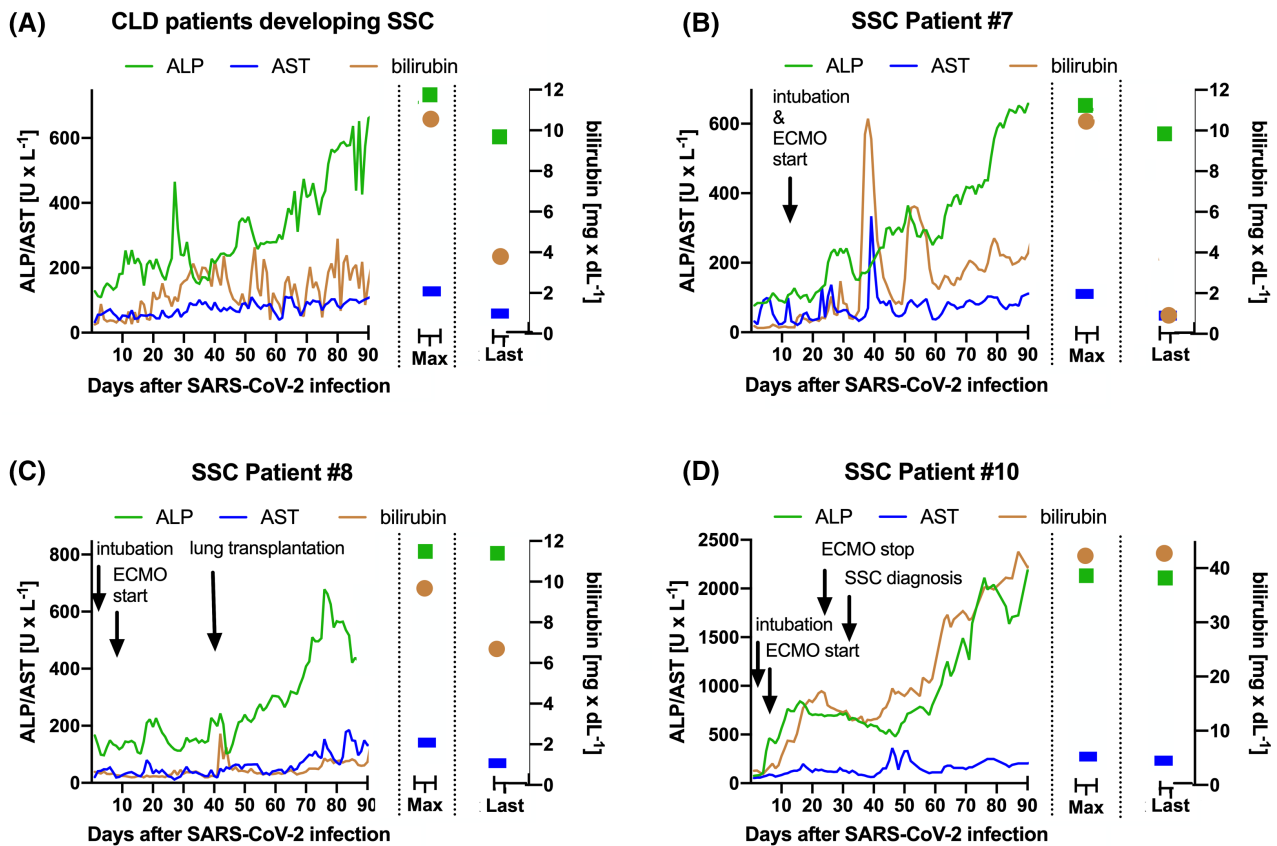 (A) CLD patients developing SSC
ALP AST bilirubin
ALP/AST [U x L-1]
600
400
200
0
10 20 30 40 50 60 70 80 90
Days after SARS-CoV-2 infection
Max
Last
12
10
8
6
4
2
0
bilirubin [mg x dL-1]
(B) SSC Patient #7
ALP AST bilirubin
intubation
&
ECMO
start
ALP/AST [U x L-1]
600
400
200
0
10 20 30 40 50 60 70 80 90
Days after SARS-CoV-2 infection
Max
Last
12
10
8
6
4
2
0
bilirubin [mg x dL-1]
(C) SSC Patient #8
ALP AST bilirubin
intubation
ECMO
start
lung transplantation
ALP/AST [U x L-1]
800
600
400
200
0
10 20 30 40 50 60 70 80 90
Days after SARS-CoV-2 infection
Max
Last
12
10
8
6
4
2
0
bilirubin [mg x dL-1]
(D) SSC Patient #10
ALP AST bilirubin
ECMO stop
SSC diagnosis
intubation
ECMO start
ALP/AST [U x L-1]
2500
2000
1500
1000
500
0
10 20 30 40 50 60 70 80 90
Days after SARS-CoV-2 infection
Max
Last
40
30
20
10
0
bilirubin [mg x dL-1]